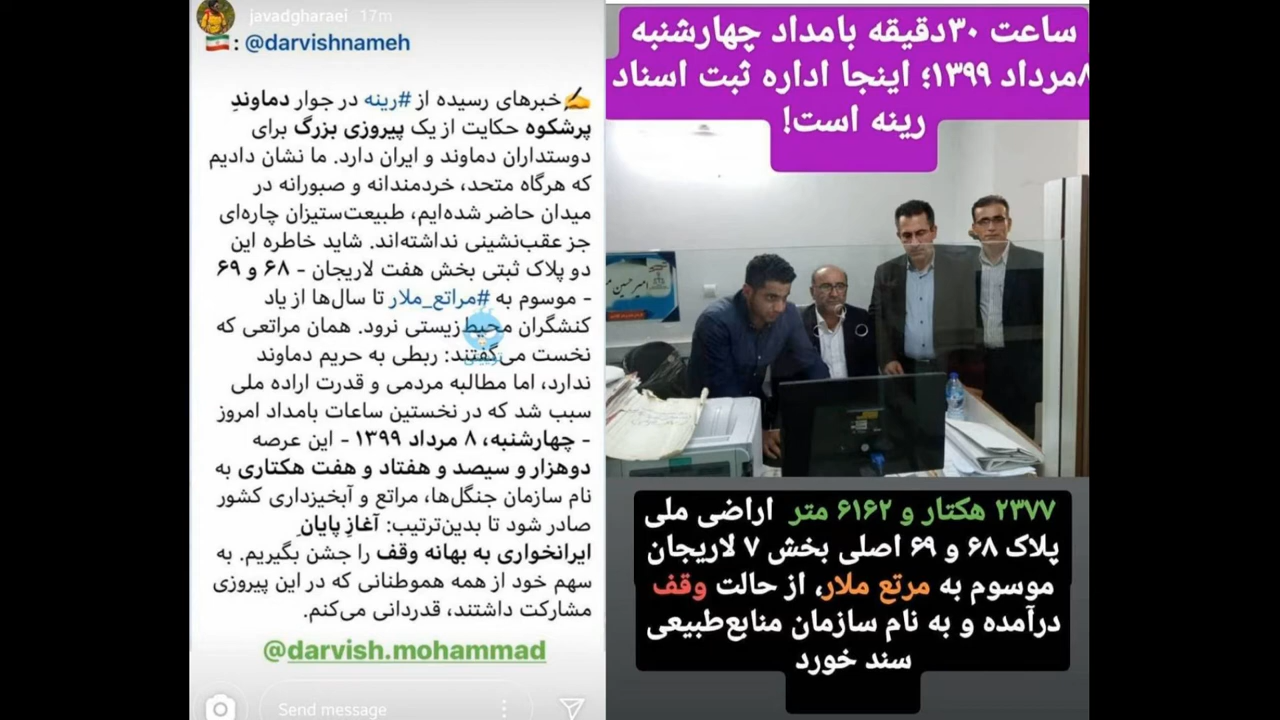 javadgharaei 17m
🇮🇷: @darvishnameh
✍️خبرهای رسیده از #رینه در جوار دماوندِ
پرشکوه حکایت از یک پیروزی بزرگ برای
دوستداران دماوند و ایران دارد. ما نشان دادیم
که هرگاه متحد، خردمندانه و صبورانه در
میدان حاضر شده‌ایم، طبیعت‌ستیزان چاره‌ای
جز عقب‌نشینی نداشته‌اند. شاید خاطره این
دو پلاک ثبتی بخش هفت لاریجان - ۶۸ و ۶۹
- موسوم به #مراتع_ملار تا سال‌ها از یاد
کنشگران محیط‌زیستی نرود. همان مراتعی که
نخست می‌گفتند: ربطی به حریم دماوند
ندارد، اما مطالبه مردمی و قدرت اراده ملی
سبب شد که در نخستین ساعات بامداد امروز
- چهارشنبه، ۸ مرداد ۱۳۹۹ - این عرصه
دوهزار و سیصد و هفتاد و هفت هکتاری به
نام سازمان جنگل‌ها، مراتع و آبخیزداری کشور
صادر شود تا بدین‌ترتیب: آغازِ پایان
ایرانخواری به بهانه وقف را جشن بگیریم. به
سهم خود از همه هموطنانی که در این پیروزی
مشارکت داشتند، قدردانی می‌کنم.
@darvish.mohammad
Send message
ساعت ۳۰دقیقه بامداد چهارشنبه
۸مرداد ۱۳۹۹؛ اینجا اداره ثبت اسناد
رینه است!
امیرحسین
۲۳۷۷ هکتار و ۶۱۶۲ متر اراضی ملی
پلاک ۶۸ و ۶۹ اصلی بخش ۷ لاریجان
موسوم به مرتع ملار، از حالت وقف
درآمده و به نام سازمان منابع‌طبیعی
سند خورد